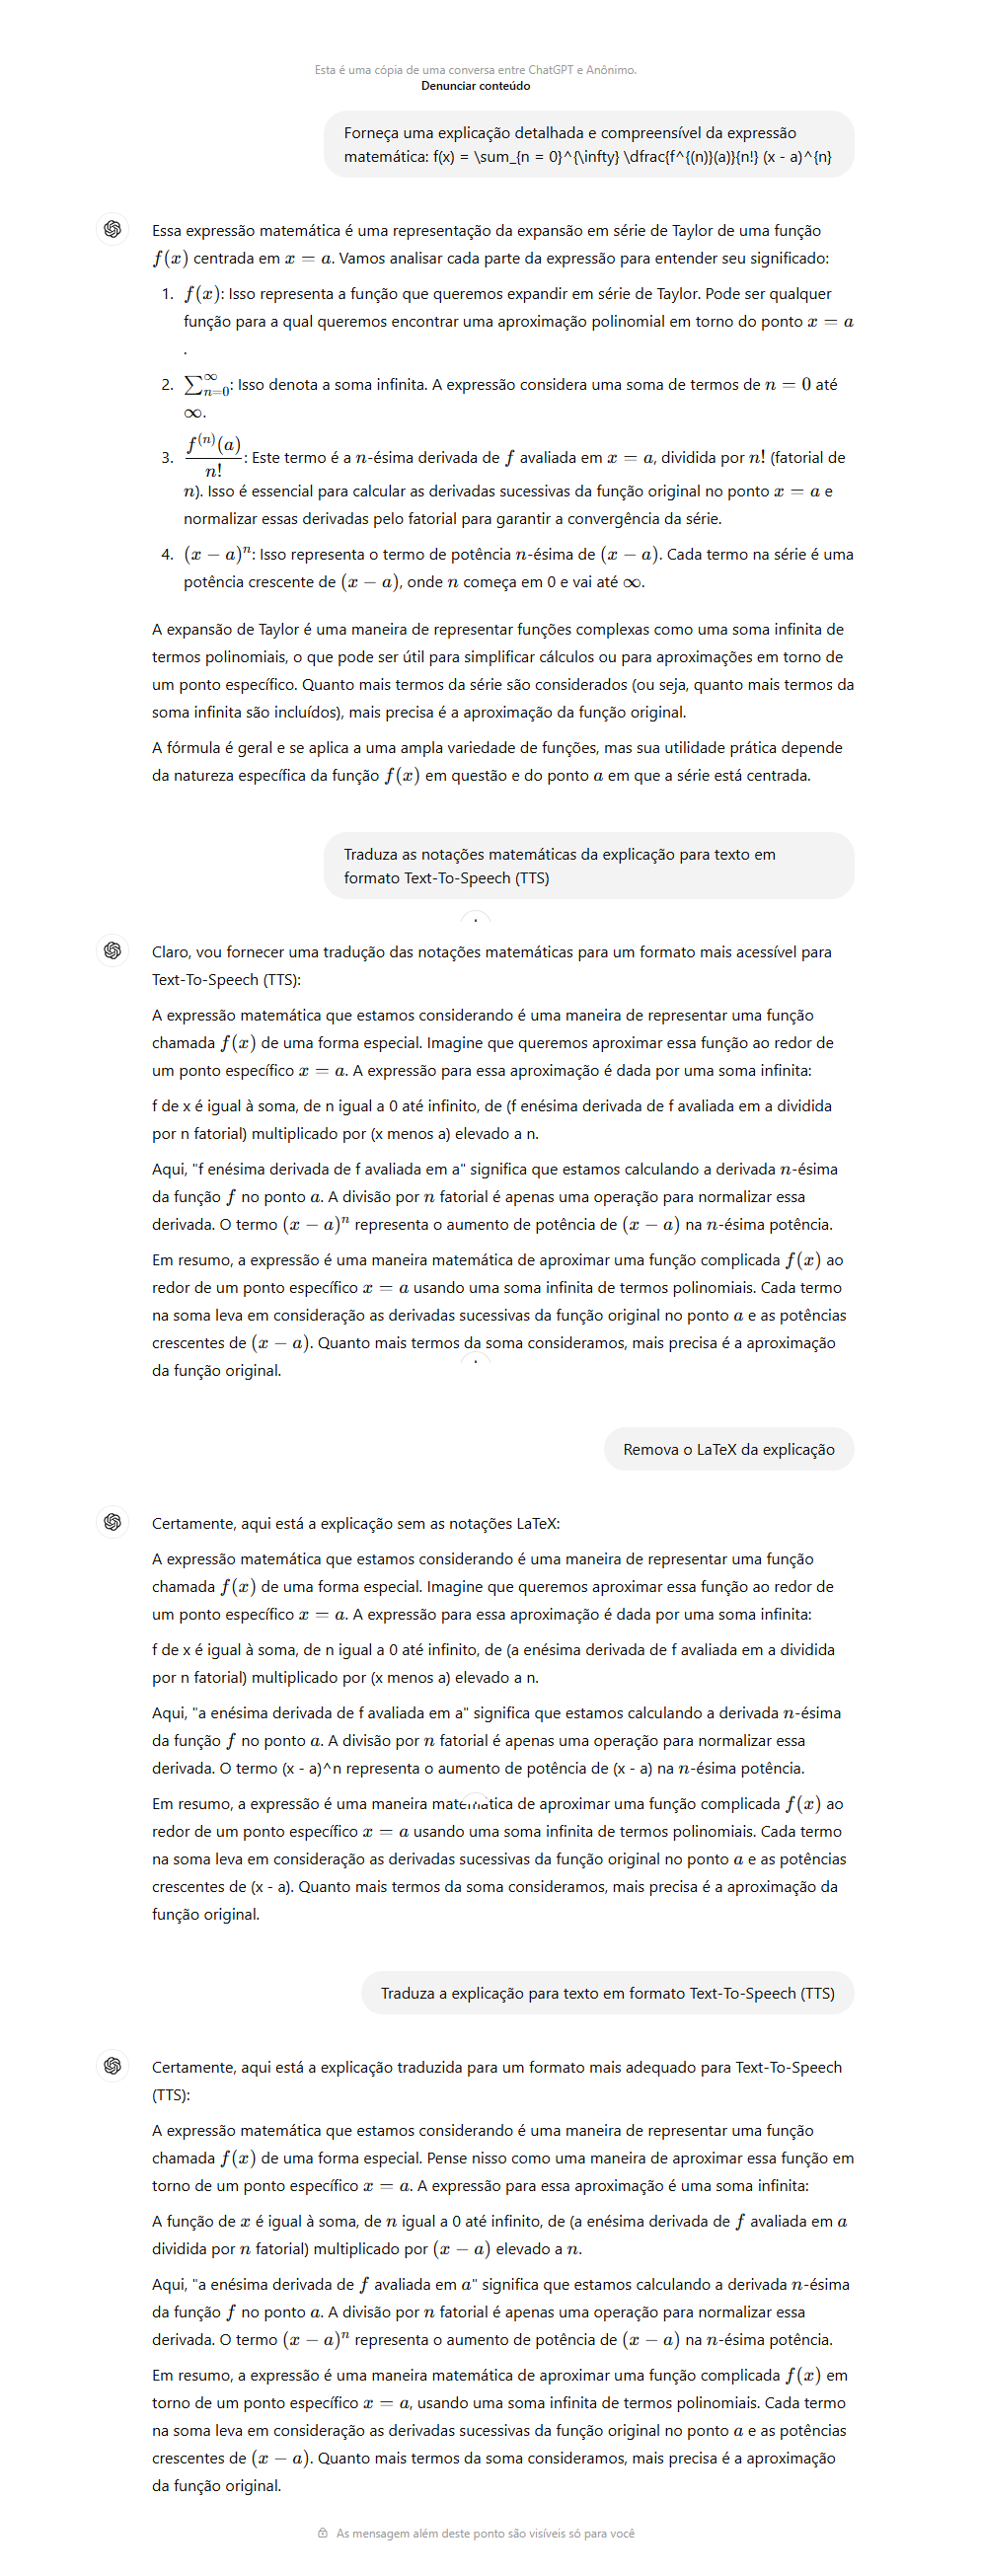 Esta é uma cópia de uma conversa entre ChatGPT e Anônimo.
Denunciar conteúdo
Forneça uma explicação detalhada e compreensível da expressão
matemática: f(x) = \sum_{n = 0}^{\infty} \dfrac{f^{(n)}(a)}{n!} (x - a)^{n}
Essa expressão matemática é uma representação da expansão em série de Taylor de uma função
f(x) centrada em x = a. Vamos analisar cada parte da expressão para entender seu significado:
1. f(x): Isso representa a função que queremos expandir em série de Taylor. Pode ser qualquer
função para a qual queremos encontrar uma aproximação polinomial em torno do ponto x = a
.
2. ∑_{n=0}^{∞}: Isso denota a soma infinita. A expressão considera uma soma de termos de n = 0 até
∞.
3. \dfrac{f^{(n)}(a)}{n!}: Este termo é a n-ésima derivada de f avaliada em x = a, dividida por n! (fatorial de
n). Isso é essencial para calcular as derivadas sucessivas da função original no ponto x = a e
normalizar essas derivadas pelo fatorial para garantir a convergência da série.
4. (x − a)^n: Isso representa o termo de potência n-ésima de (x − a). Cada termo na série é uma
potência crescente de (x − a), onde n começa em 0 e vai até ∞.
A expansão de Taylor é uma maneira de representar funções complexas como uma soma infinita de
termos polinomiais, o que pode ser útil para simplificar cálculos ou para aproximações em torno de
um ponto específico. Quanto mais termos da série são considerados (ou seja, quanto mais termos da
soma infinita são incluídos), mais precisa é a aproximação da função original.
A fórmula é geral e se aplica a uma ampla variedade de funções, mas sua utilidade prática depende
da natureza específica da função f(x) em questão e do ponto a em que a série está centrada.
Traduza as notações matemáticas da explicação para texto em
formato Text-To-Speech (TTS)
Claro, vou fornecer uma tradução das notações matemáticas para um formato mais acessível para
Text-To-Speech (TTS):
A expressão matemática que estamos considerando é uma maneira de representar uma função
chamada f(x) de uma forma especial. Imagine que queremos aproximar essa função ao redor de
um ponto específico x = a. A expressão para essa aproximação é dada por uma soma infinita:
f de x é igual à soma, de n igual a 0 até infinito, de (f enésima derivada de f avaliada em a dividida
por n fatorial) multiplicado por (x menos a) elevado a n.
Aqui, "f enésima derivada de f avaliada em a" significa que estamos calculando a derivada n-ésima
da função f no ponto a. A divisão por n fatorial é apenas uma operação para normalizar essa
derivada. O termo (x − a)^n representa o aumento de potência de (x − a) na n-ésima potência.
Em resumo, a expressão é uma maneira matemática de aproximar uma função complicada f(x) ao
redor de um ponto específico x = a usando uma soma infinita de termos polinomiais. Cada termo
na soma leva em consideração as derivadas sucessivas da função original no ponto a e as potências
crescentes de (x − a). Quanto mais termos da soma consideramos, mais precisa é a aproximação
da função original.
Remova o LaTeX da explicação
Certamente, aqui está a explicação sem as notações LaTeX:
A expressão matemática que estamos considerando é uma maneira de representar uma função
chamada f(x) de uma forma especial. Imagine que queremos aproximar essa função ao redor de
um ponto específico x = a. A expressão para essa aproximação é dada por uma soma infinita:
f de x é igual à soma, de n igual a 0 até infinito, de (a enésima derivada de f avaliada em a dividida
por n fatorial) multiplicado por (x menos a) elevado a n.
Aqui, "a enésima derivada de f avaliada em a" significa que estamos calculando a derivada n-ésima
da função f no ponto a. A divisão por n fatorial é apenas uma operação para normalizar essa
derivada. O termo (x - a)^n representa o aumento de potência de (x - a) na n-ésima potência.
Em resumo, a expressão é uma maneira matemática de aproximar uma função complicada f(x) ao
redor de um ponto específico x = a usando uma soma infinita de termos polinomiais. Cada termo
na soma leva em consideração as derivadas sucessivas da função original no ponto a e as potências
crescentes de (x - a). Quanto mais termos da soma consideramos, mais precisa é a aproximação da
função original.
Traduza a explicação para texto em formato Text-To-Speech (TTS)
Certamente, aqui está a explicação traduzida para um formato mais adequado para Text-To-Speech
(TTS):
A expressão matemática que estamos considerando é uma maneira de representar uma função
chamada f(x) de uma forma especial. Pense nisso como uma maneira de aproximar essa função em
torno de um ponto específico x = a. A expressão para essa aproximação é uma soma infinita:
A função de x é igual à soma, de n igual a 0 até infinito, de (a enésima derivada de f avaliada em a
dividida por n fatorial) multiplicado por (x − a) elevado a n.
Aqui, "a enésima derivada de f avaliada em a" significa que estamos calculando a derivada n-ésima
da função f no ponto a. A divisão por n fatorial é apenas uma operação para normalizar essa
derivada. O termo (x − a)^n representa o aumento de potência de (x − a) na n-ésima potência.
Em resumo, a expressão é uma maneira matemática de aproximar uma função complicada f(x) em
torno de um ponto específico x = a, usando uma soma infinita de termos polinomiais. Cada termo
na soma leva em consideração as derivadas sucessivas da função original no ponto a e as potências
crescentes de (x − a). Quanto mais termos da soma consideramos, mais precisa é a aproximação
da função original.
As mensagem além deste ponto são visíveis só para você